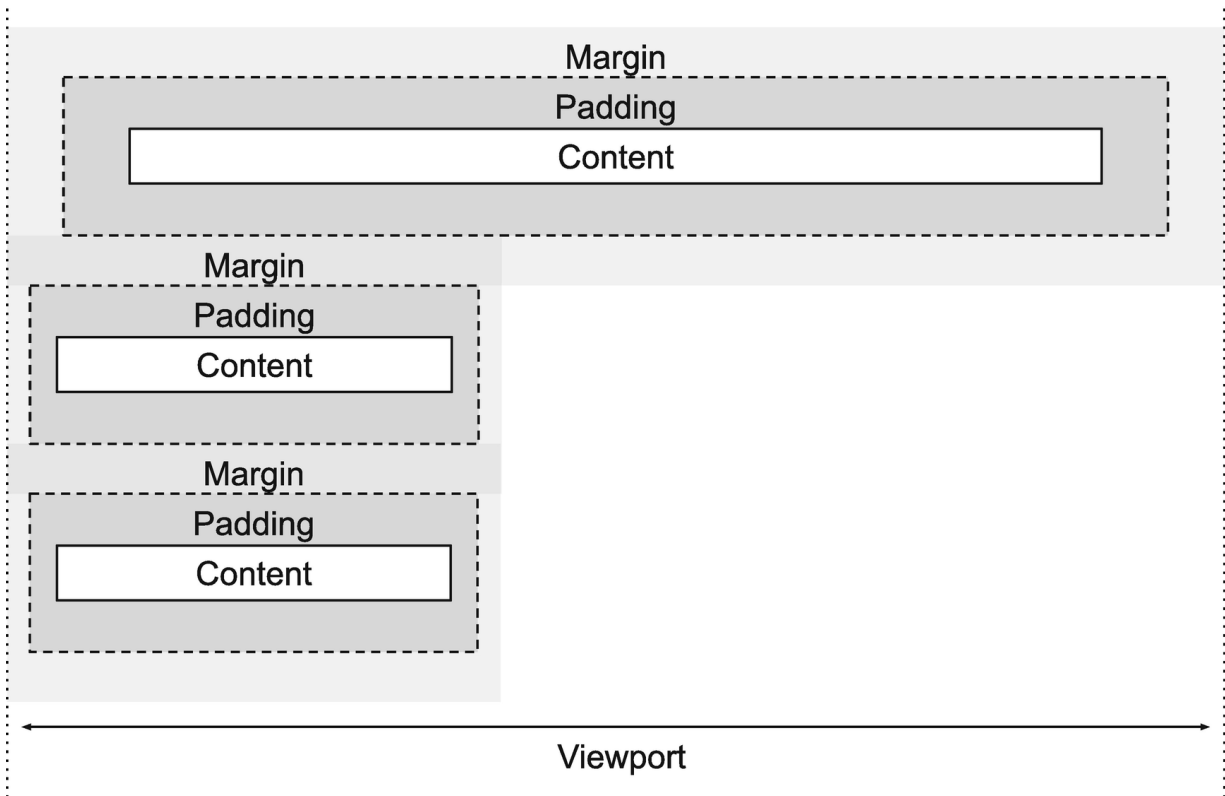 Margin
Padding
Content
Margin
Padding
Content
Margin
Padding
Content
Viewport